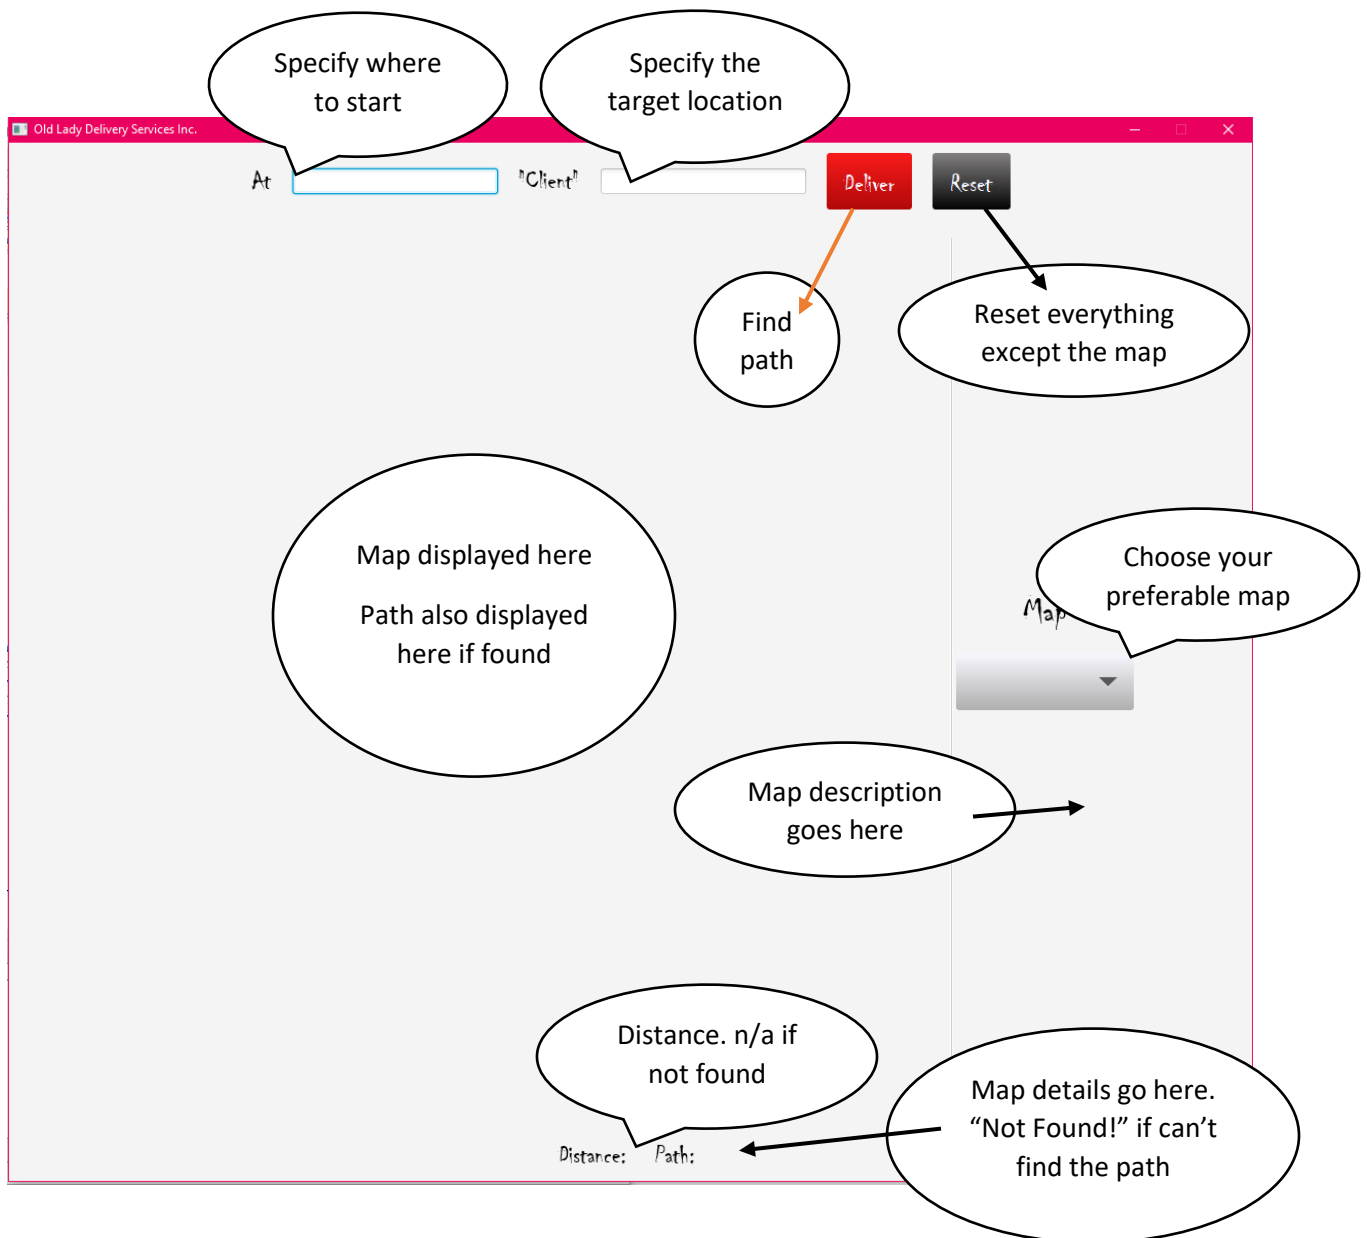 Specify where
to start
Specify the
target location
Old Lady Delivery Services Inc.
At
"Client"
Deliver
Reset
Find
path
Reset everything
except the map
Map displayed here
Path also displayed
here if found
Choose your
preferable map
Map
Map description
goes here
Distance. n/a if
not found
Map details go here.
“Not Found!” if can’t
find the path
Distance:
Path: